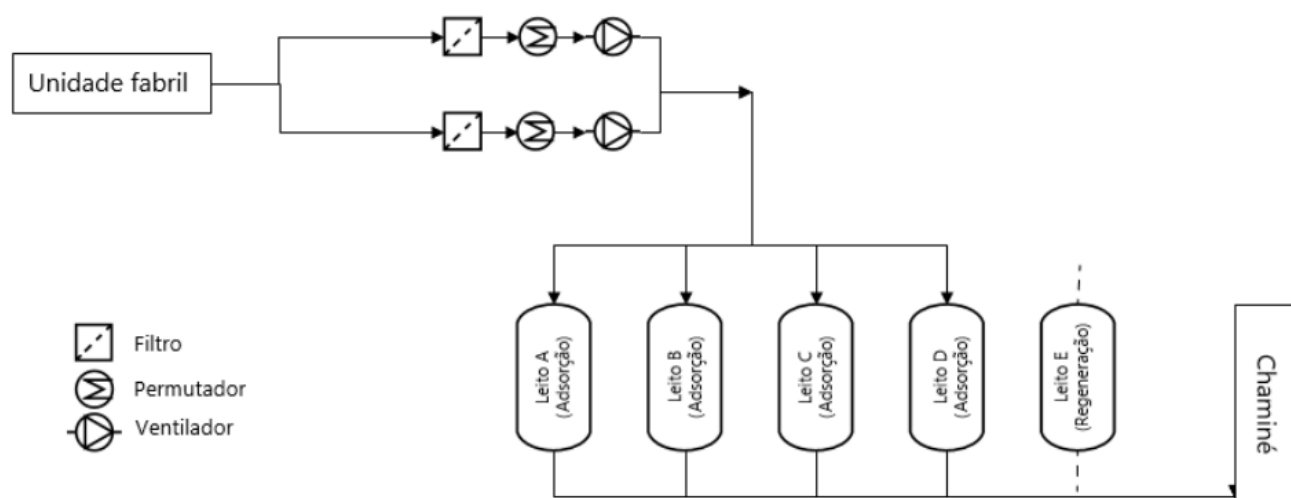 Unidade fabril
Leito A
(Adsorção)
Leito B
(Adsorção)
Leito C
(Adsorção)
Leito D
(Adsorção)
Leito E
(Regeneração)
Chaminé
Filtro
Permutador
Ventilador